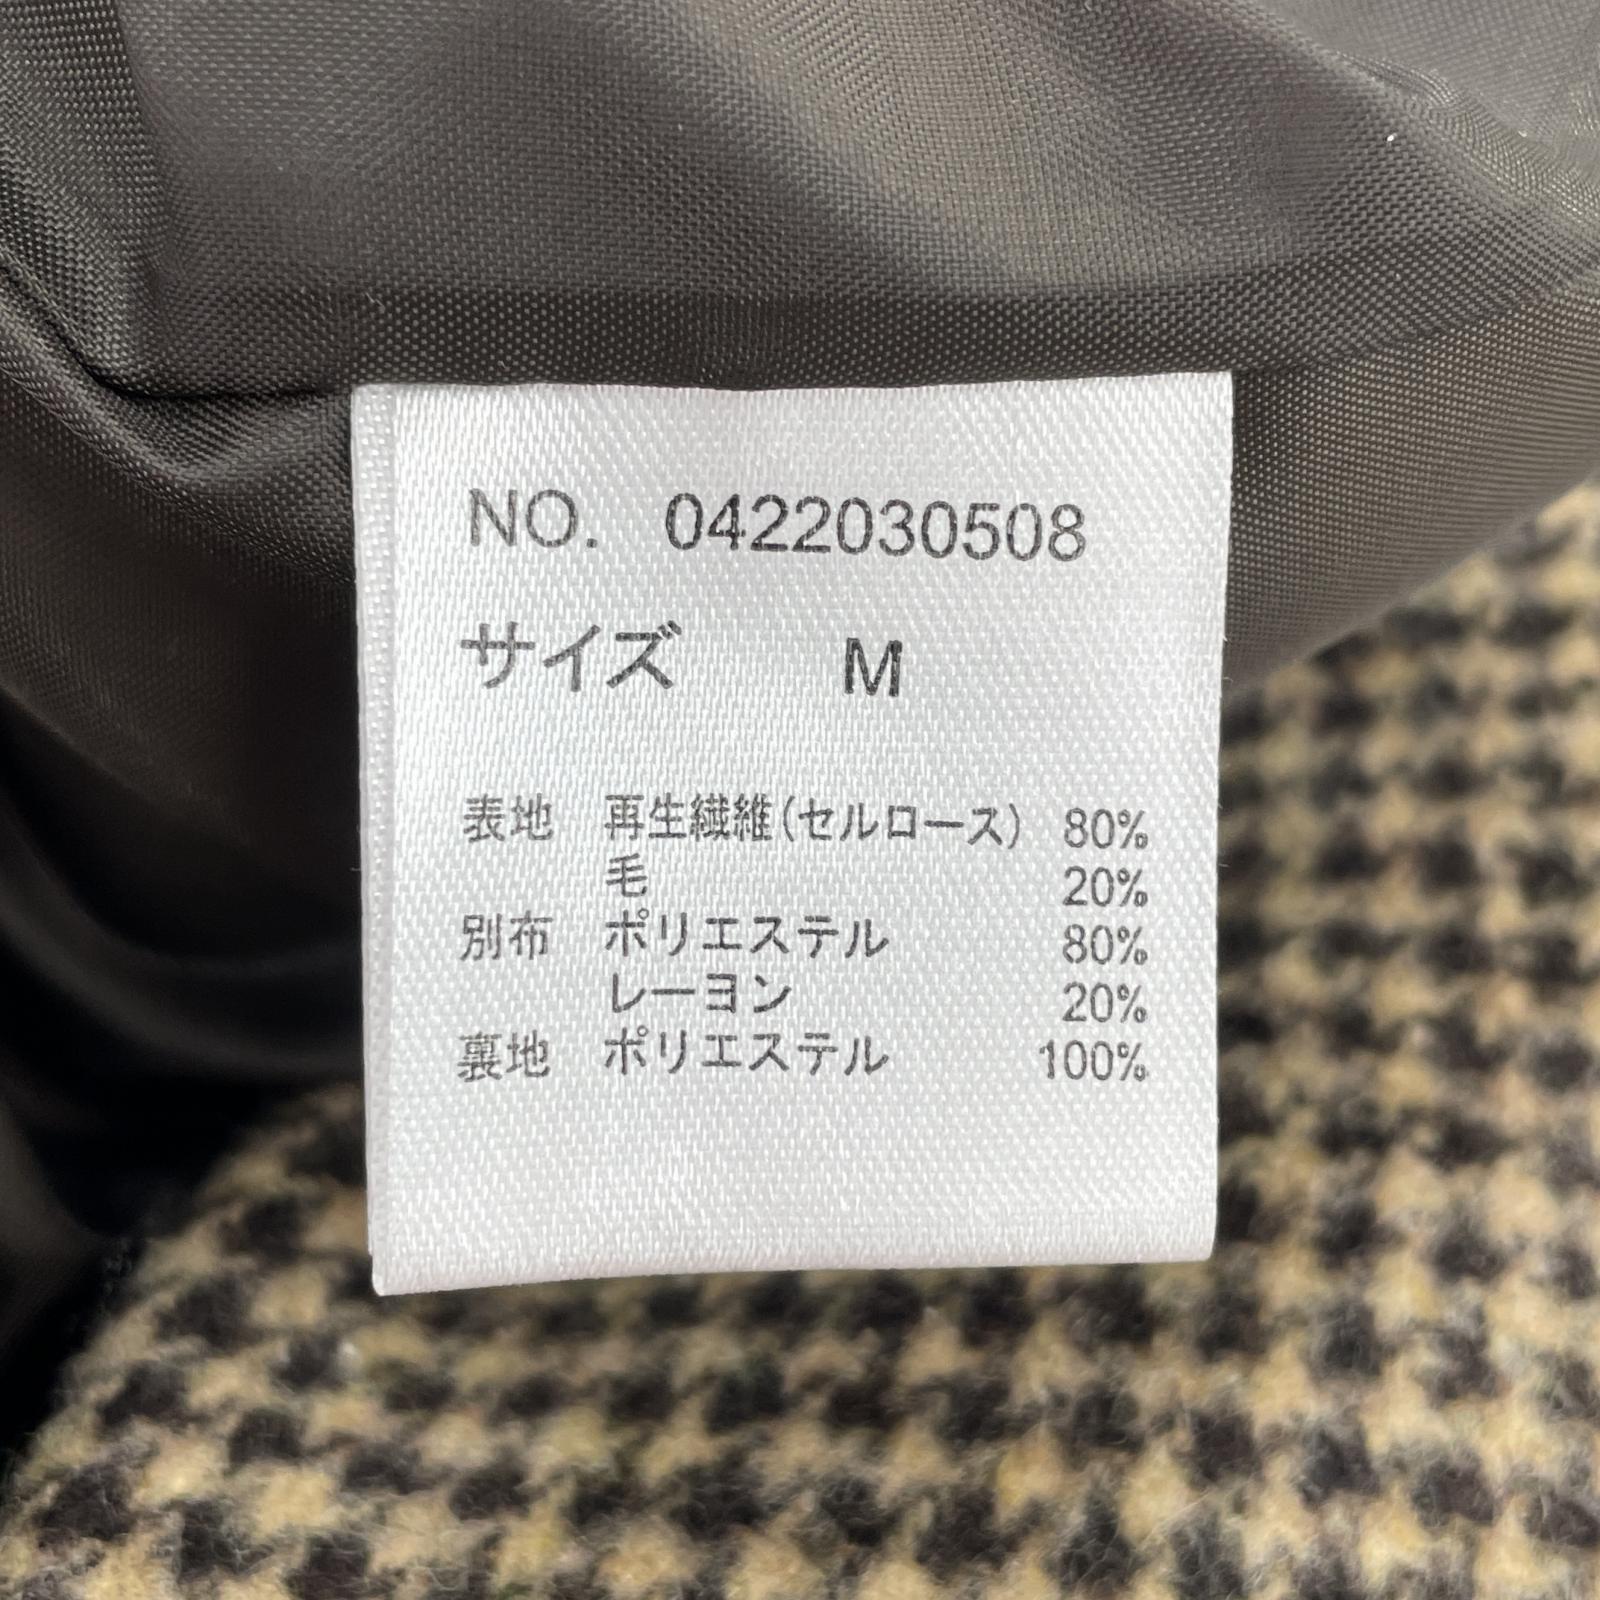 NO. 0422030508
サイズ M
表地 再生繊維(セルロース) 80%
毛 20%
別布 ポリエステル 80%
レーヨン 20%
裏地 ポリエステル 100%